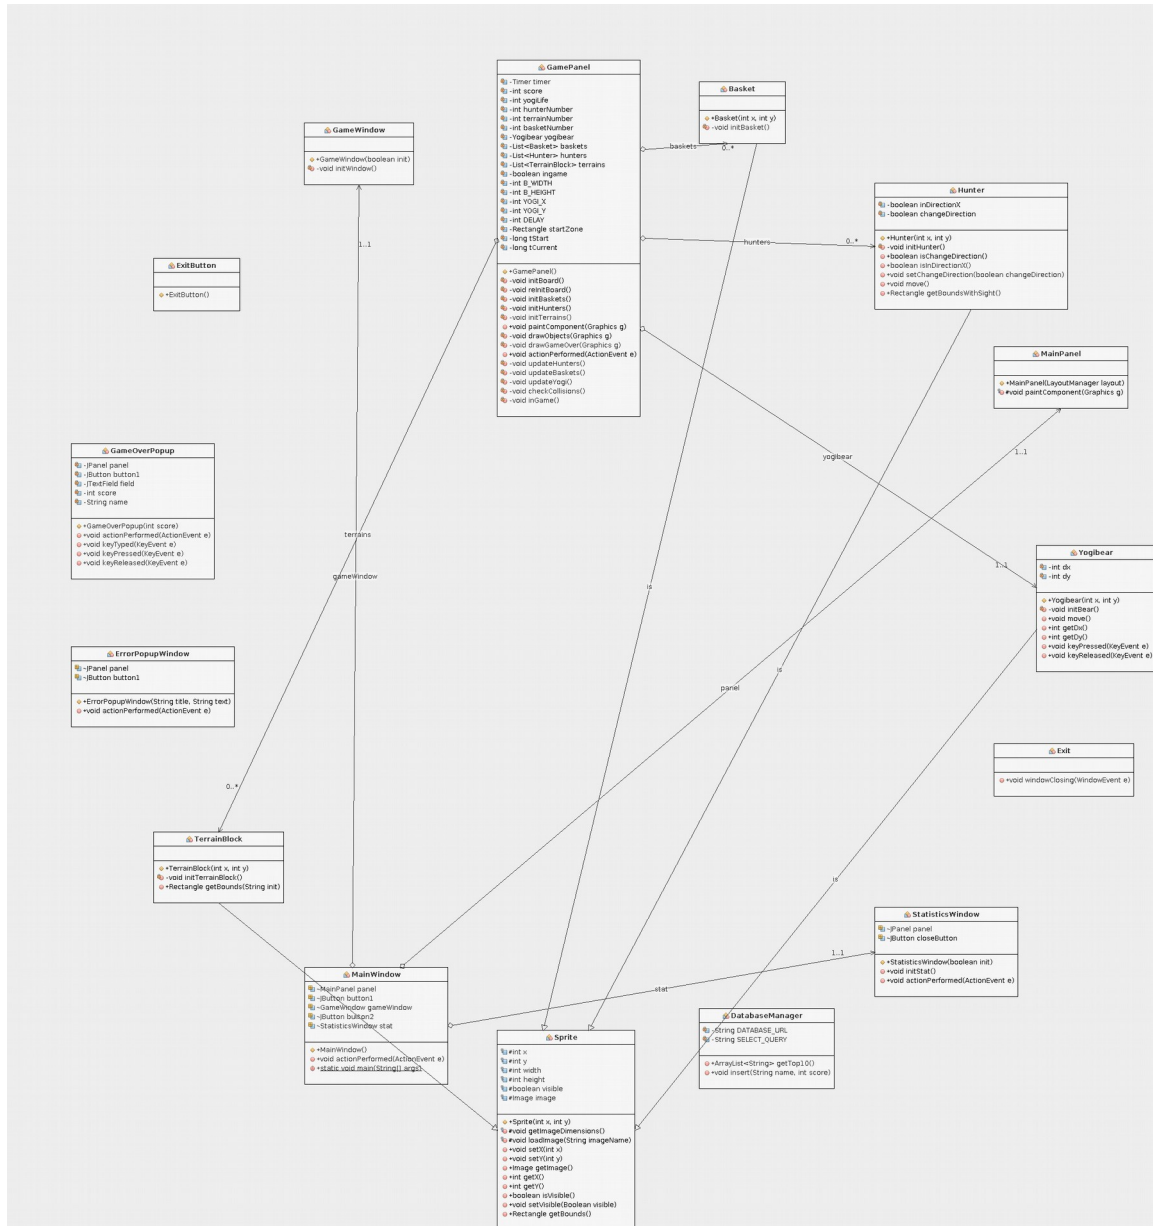 GamePanel
-Timer timer
-int score
-int yogiLife
-int hunterNumber
-int terrainNumber
-int basketNumber
-Yogibear yogibear
-List<Basket> baskets
-List<Hunter> hunters
-List<TerrainBlock> terrains
-boolean ingame
-int B_WIDTH
-int B_HEIGHT
-int YOGI_X
-int YOGI_Y
-int DELAY
-Rectangle startZone
-long tStart
-long tCurrent
+GamePanel()
-void initBoard()
-void reInitBoard()
-void initBaskets()
-void initHunters()
-void initTerrains()
+void paintComponent(Graphics g)
-void drawObjects(Graphics g)
-void drawGameOver(Graphics g)
+void actionPerformed(ActionEvent e)
-void updateHunters()
-void updateBaskets()
-void updateYogi()
-void checkCollisions()
-void inGame()
Basket
+Basket(int x, int y)
-void initBasket()
baskets
0..*
GameWindow
+GameWindow(boolean init)
-void initWindow()
1..1
Hunter
-boolean inDirectionX
-boolean changeDirection
+Hunter(int x, int y)
-void initHunter()
+boolean isChangeDirection()
+boolean isInDirectionX()
+void setChangeDirection(boolean changeDirection)
+void move()
+Rectangle getBoundsWithSight()
hunters
0..*
ExitButton
+ExitButton()
MainPanel
+MainPanel(LayoutManager layout)
#void paintComponent(Graphics g)
1..1
GameOverPopup
-JPanel panel
-JButton button1
-JTextField field
-int score
-String name
+GameOverPopup(int score)
+void actionPerformed(ActionEvent e)
+void keyTyped(KeyEvent e)
+void keyPressed(KeyEvent e)
+void keyReleased(KeyEvent e)
yogibear
terrains
gameWindow
is
1..1
Yogibear
-int dx
-int dy
+Yogibear(int x, int y)
-void initBear()
+void move()
+int getDx()
+int getDy()
+void keyPressed(KeyEvent e)
+void keyReleased(KeyEvent e)
ErrorPopupWindow
~JPanel panel
~JButton button1
+ErrorPopupWindow(String title, String text)
+void actionPerformed(ActionEvent e)
is
panel
Exit
+void windowClosing(WindowEvent e)
0..*
TerrainBlock
+TerrainBlock(int x, int y)
-void initTerrainBlock()
+Rectangle getBounds(String init)
is
StatisticsWindow
~JPanel panel
~JButton closeButton
+StatisticsWindow(boolean init)
+void initStat()
+void actionPerformed(ActionEvent e)
1..1
stat
MainWindow
~MainPanel panel
~JButton button1
~GameWindow gameWindow
~JButton button2
~StatisticsWindow stat
+MainWindow()
+void actionPerformed(ActionEvent e)
+static void main(String[] args)
DatabaseManager
-String DATABASE_URL
-String SELECT_QUERY
+ArrayList<String> getTop10()
+void insert(String name, int score)
Sprite
#int x
#int y
#int width
#int height
#boolean visible
#Image image
+Sprite(int x, int y)
#void getImageDimensions()
#void loadImage(String imageName)
+void setX(int x)
+void setY(int y)
+Image getImage()
+int getX()
+int getY()
+boolean isVisible()
+void setVisible(Boolean visible)
+Rectangle getBounds()